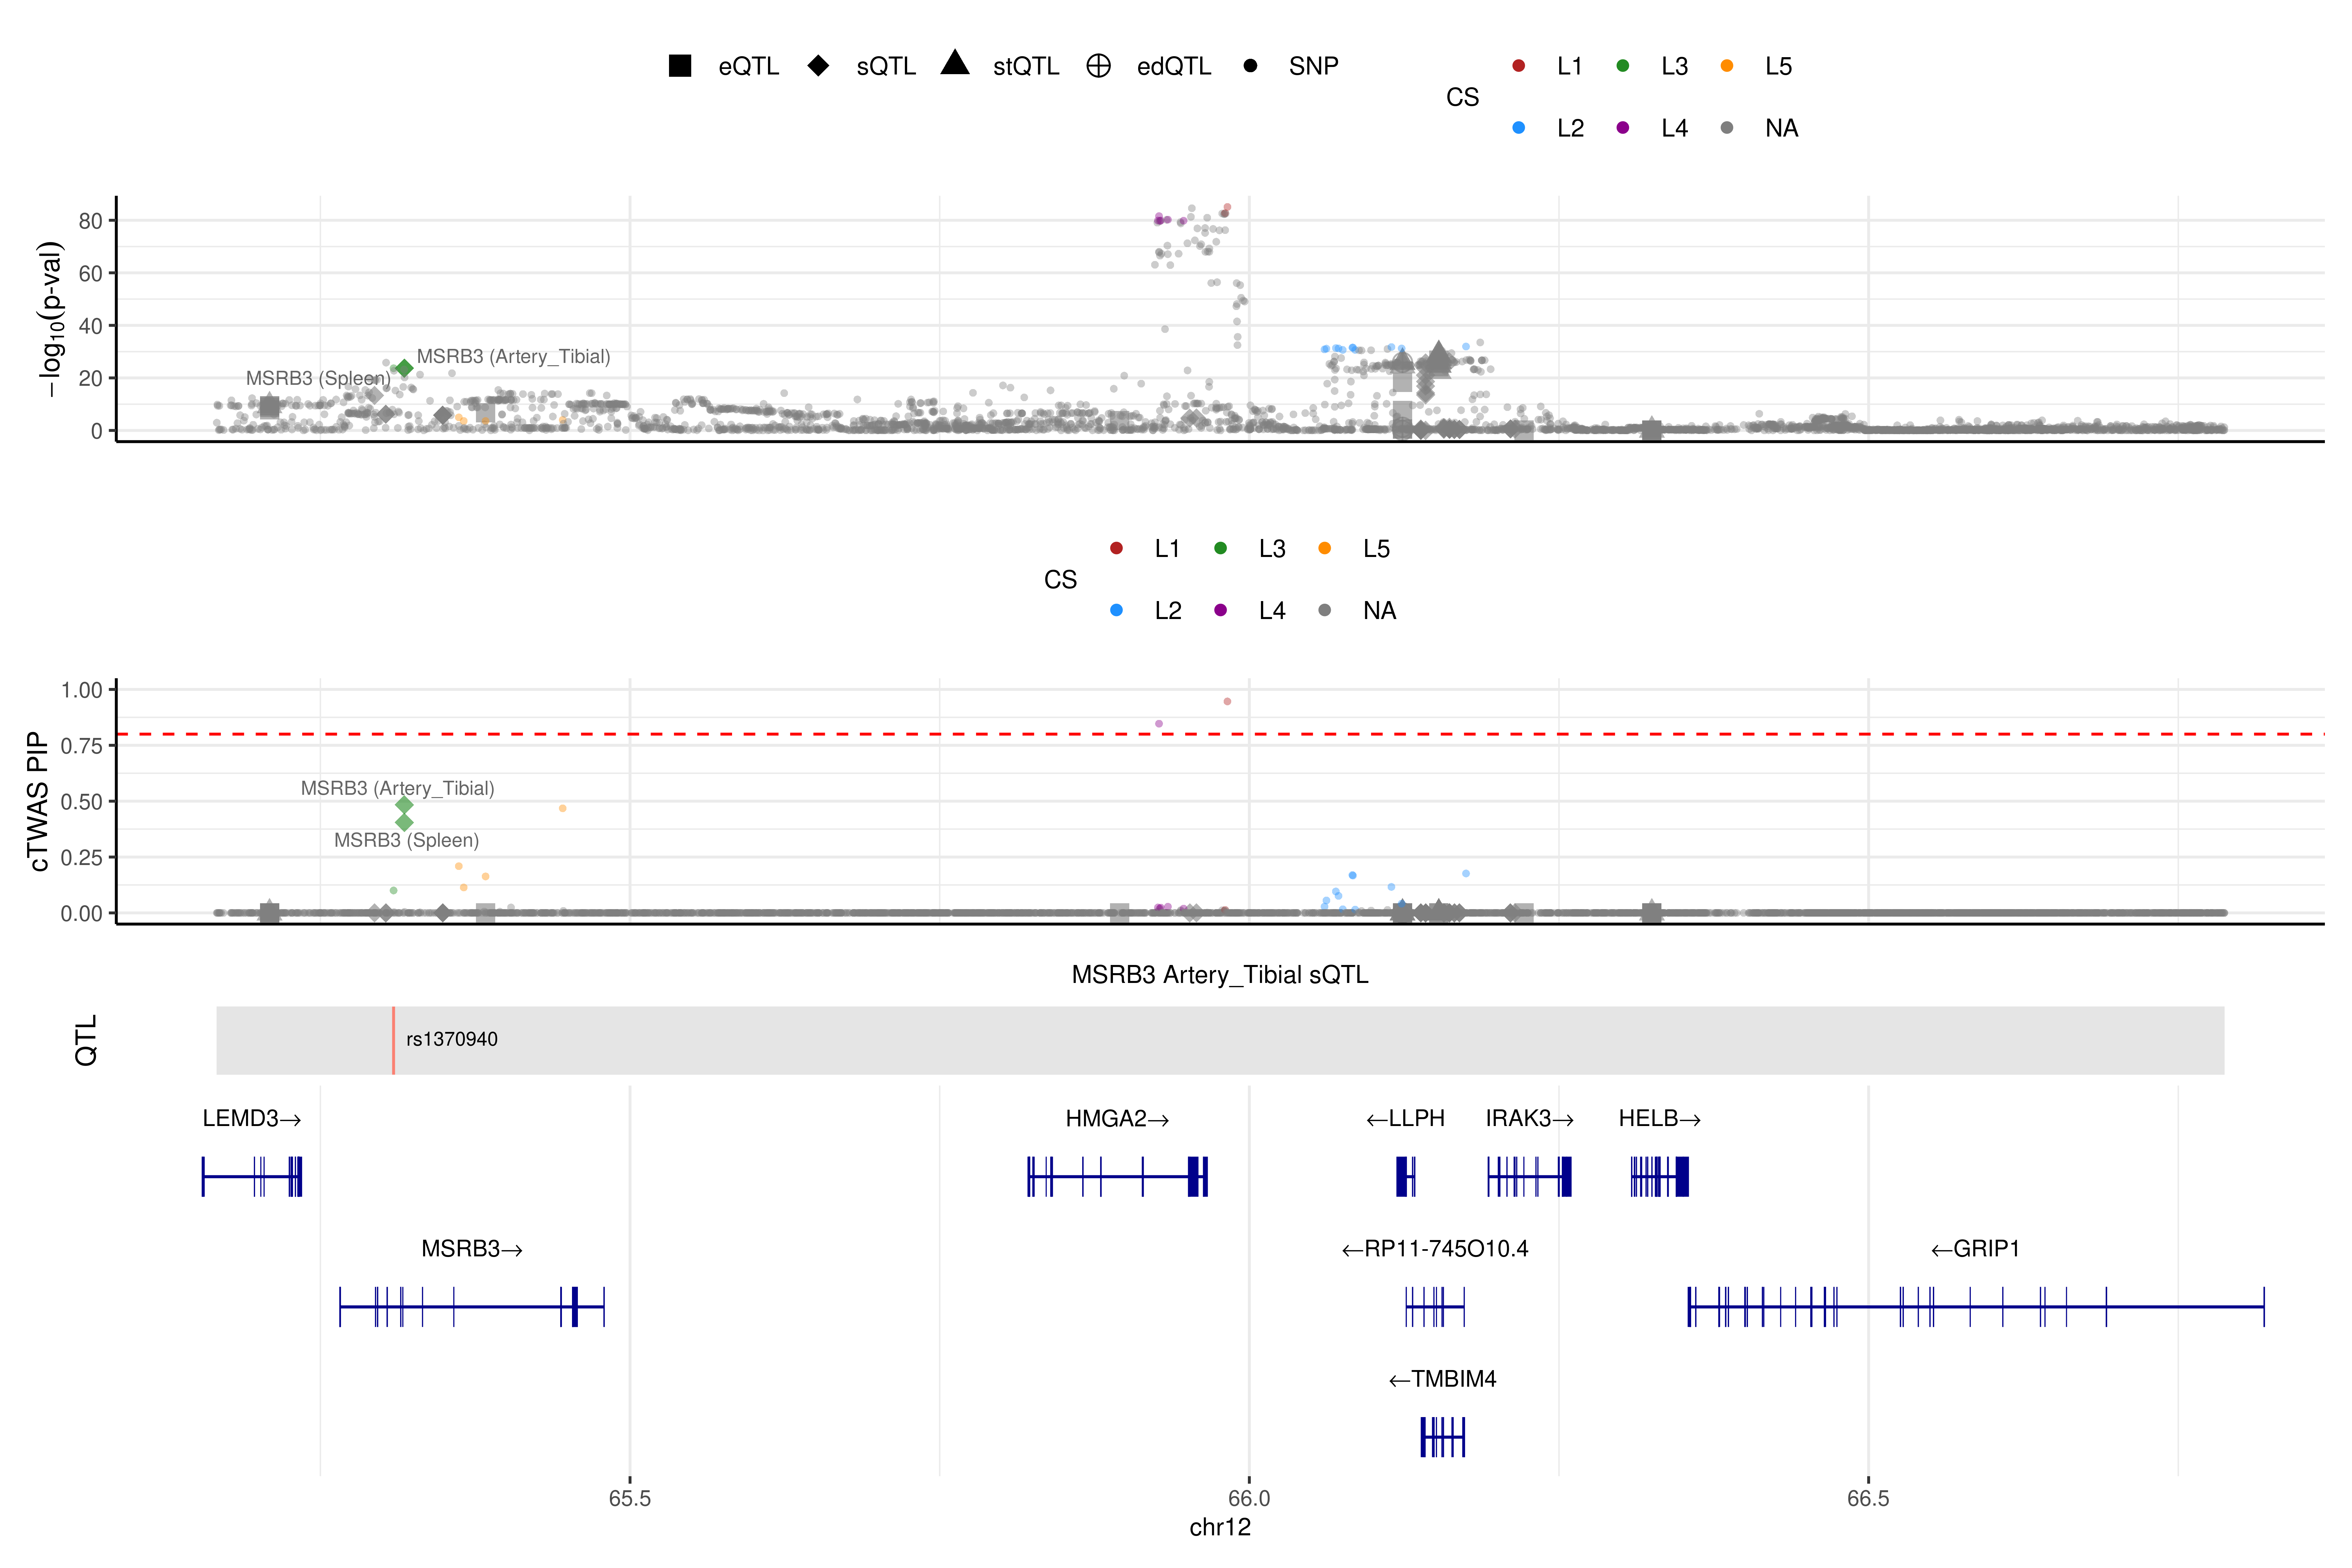 eQTL sQTL stQTL edQTL SNP
CS
L1 L3 L5
L2 L4 NA
−log10(p-val)
80
60
40
20
0
MSRB3 (Artery_Tibial)
MSRB3 (Spleen)
CS
L1 L3 L5
L2 L4 NA
cTWAS PIP
1.00
0.75
0.50
0.25
0.00
MSRB3 (Artery_Tibial)
MSRB3 (Spleen)
MSRB3 Artery_Tibial sQTL
QTL
rs1370940
LEMD3→ HMGA2→ ←LLPH IRAK3→ HELB→
MSRB3→ ←RP11-745O10.4 ←GRIP1
←TMBIM4
65.5 66.0 66.5
chr12